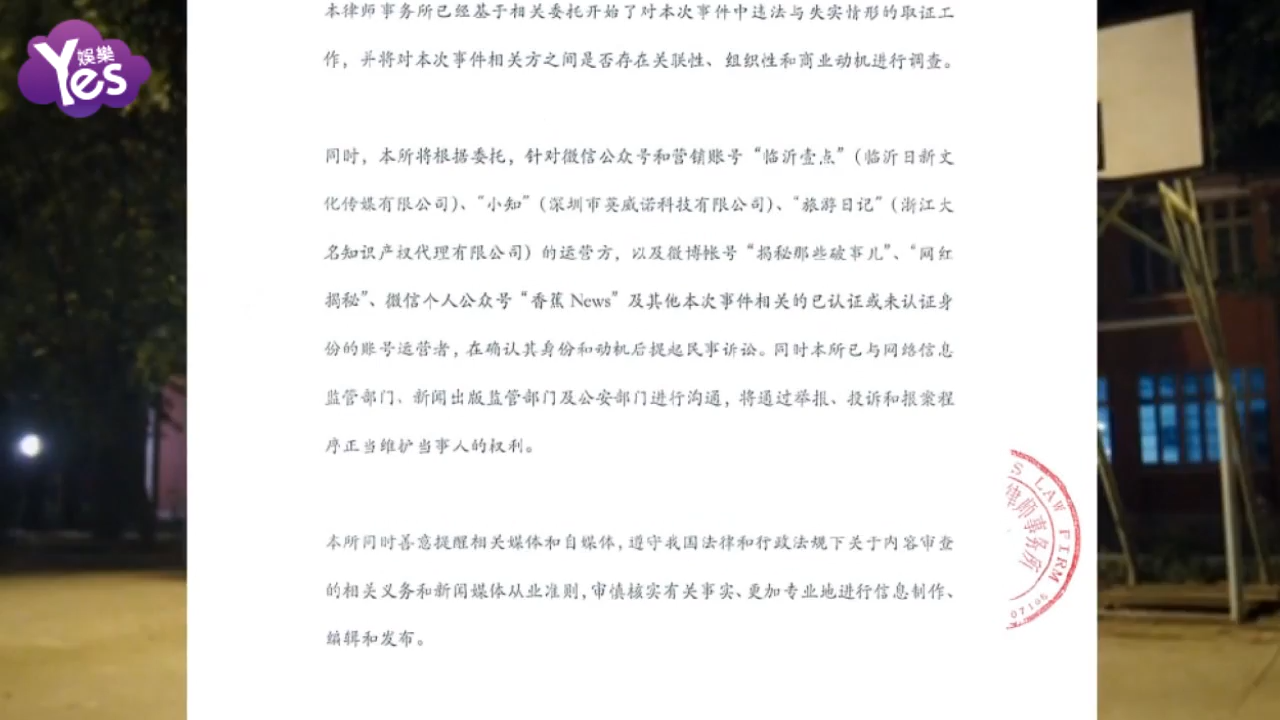 Yes娛樂
本律师事务所已经基于相关委托开始了对本次事件中违法与失实情形的取证工
作，并将对本次事件相关方之间是否存在关联性、组织性和商业动机进行调查。
同时，本所将根据委托，针对微信公众号和营销账号“临沂壹点”（临沂日新文
化传媒有限公司）、“小知”（深圳市英威诺科技有限公司）、“旅游日记”（浙江大
名知识产权代理有限公司）的运营方，以及微博帐号“揭秘那些破事儿”、“网红
揭秘”、微信个人公众号“香蕉 News”及其他本次事件相关的已认证或未认证身
份的账号运营者，在确认其身份和动机后提起民事诉讼。同时本所已与网络信息
监管部门、新闻出版监管部门及公安部门进行沟通，将通过举报、投诉和报案程
序正当维护当事人的权利。
本所同时善意提醒相关媒体和自媒体，遵守我国法律和行政法规下关于内容审查
的相关义务和新闻媒体从业准则，审慎核实有关事实、更加专业地进行信息制作、
编辑和发布。
S LAW FIRM
律师事务所